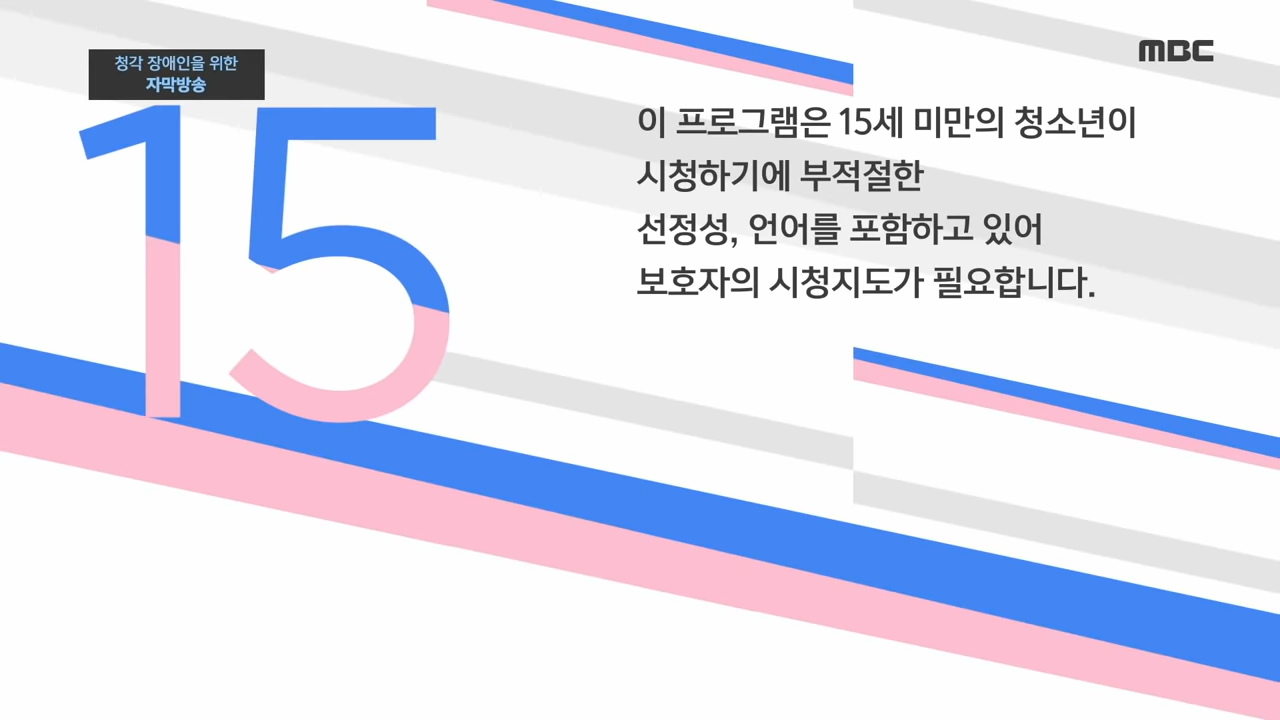 청각 장애인을 위한
자막방송
MBC
15
이 프로그램은 15세 미만의 청소년이
시청하기에 부적절한
선정성, 언어를 포함하고 있어
보호자의 시청지도가 필요합니다.